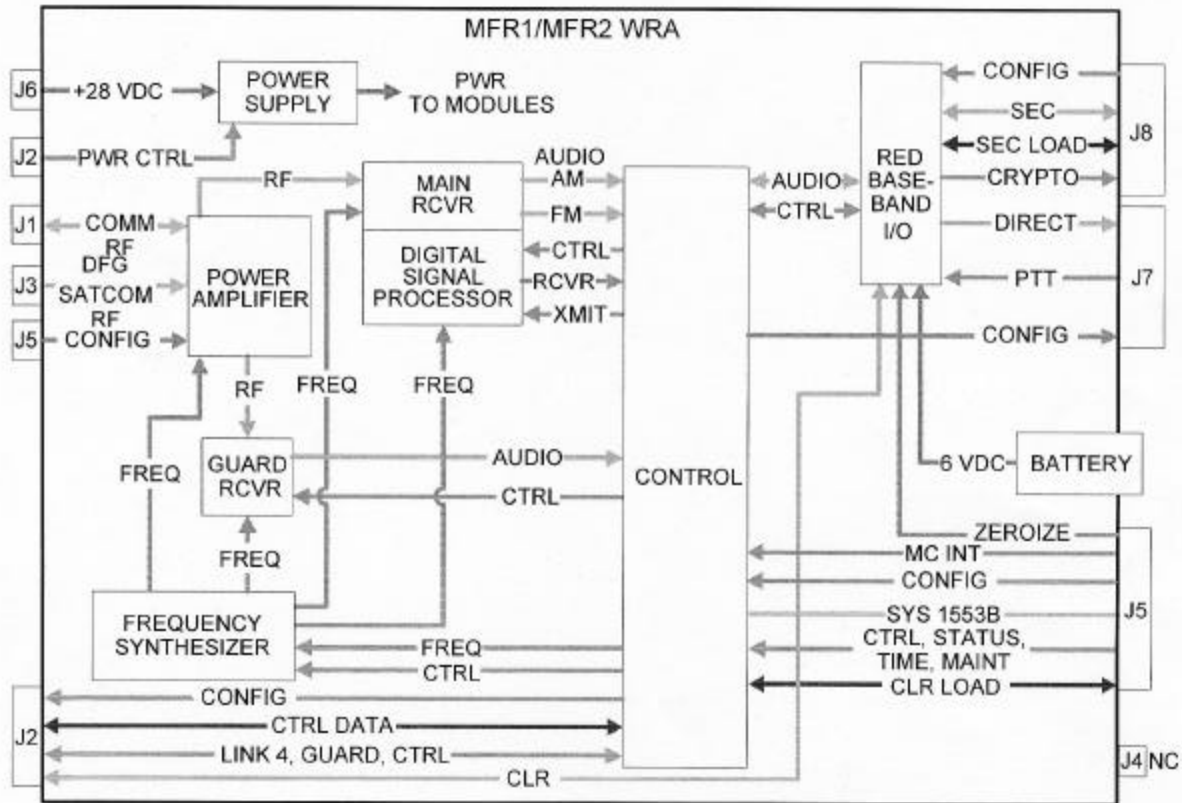 MFR1/MFR2 WRA
J6
+28 VDC
POWER
SUPPLY
PWR
TO MODULES
J2
PWR CTRL
J1
COMM
RF
J3
DFG
SATCOM
RF
J5
CONFIG
POWER
AMPLIFIER
RF
MAIN
RCVR
DIGITAL
SIGNAL
PROCESSOR
AUDIO
AM
FM
CTRL
RCVR
XMIT
RF
FREQ
FREQ
FREQ
GUARD
RCVR
AUDIO
CTRL
FREQ
FREQUENCY
SYNTHESIZER
FREQ
CTRL
CONTROL
J2
CONFIG
CTRL DATA
LINK 4, GUARD, CTRL
CLR
AUDIO
CTRL
RED
BASE-
BAND
I/O
CONFIG
SEC
SEC LOAD
CRYPTO
J8
DIRECT
PTT
CONFIG
J7
6 VDC
BATTERY
ZEROIZE
MC INT
CONFIG
SYS 1553B
CTRL, STATUS,
TIME, MAINT
CLR LOAD
J5
J4 NC